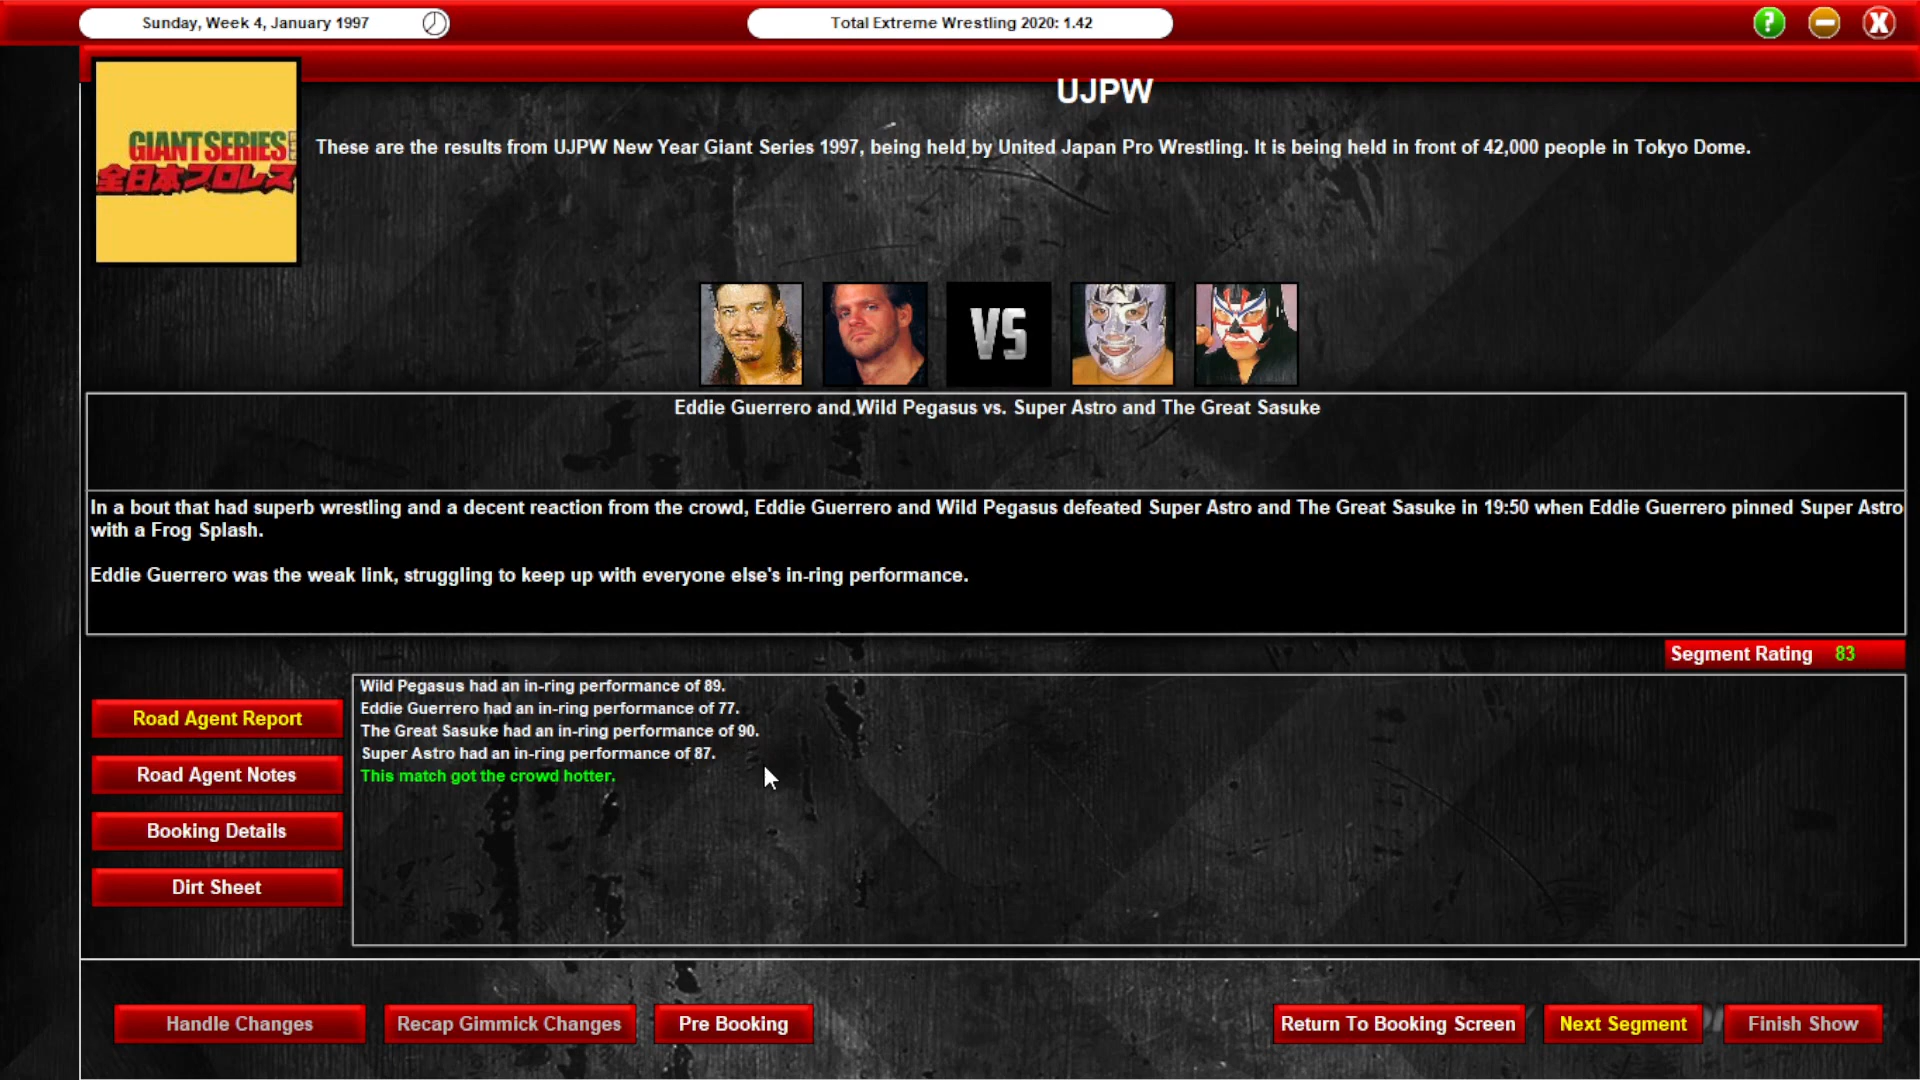 Sunday, Week 4, January 1997
Total Extreme Wrestling 2020: 1.42
?
X
UJPW
GIANT SERIES
全日本プロレス
These are the results from UJPW New Year Giant Series 1997, being held by United Japan Pro Wrestling. It is being held in front of 42,000 people in Tokyo Dome.
VS
Eddie Guerrero and Wild Pegasus vs. Super Astro and The Great Sasuke
In a bout that had superb wrestling and a decent reaction from the crowd, Eddie Guerrero and Wild Pegasus defeated Super Astro and The Great Sasuke in 19:50 when Eddie Guerrero pinned Super Astro
with a Frog Splash.
Eddie Guerrero was the weak link, struggling to keep up with everyone else's in-ring performance.
Segment Rating 83
Road Agent Report
Road Agent Notes
Booking Details
Dirt Sheet
Wild Pegasus had an in-ring performance of 89.
Eddie Guerrero had an in-ring performance of 77.
The Great Sasuke had an in-ring performance of 90.
Super Astro had an in-ring performance of 87.
This match got the crowd hotter.
Handle Changes
Recap Gimmick Changes
Pre Booking
Return To Booking Screen
Next Segment
Finish Show